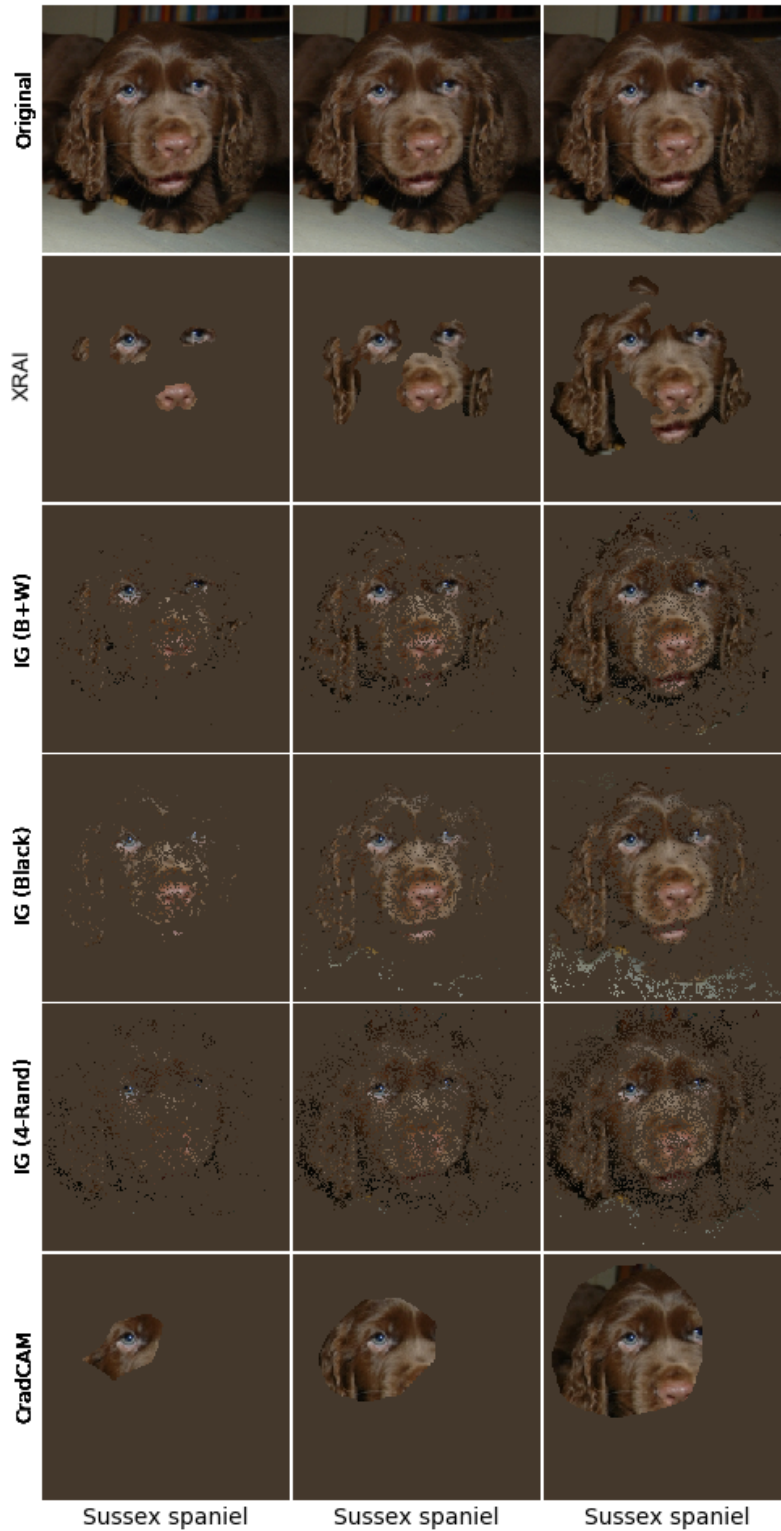 Original
XRAI
IG (B+W)
IG (Black)
IG (4-Rand)
CradCAM
Sussex spaniel Sussex spaniel Sussex spaniel